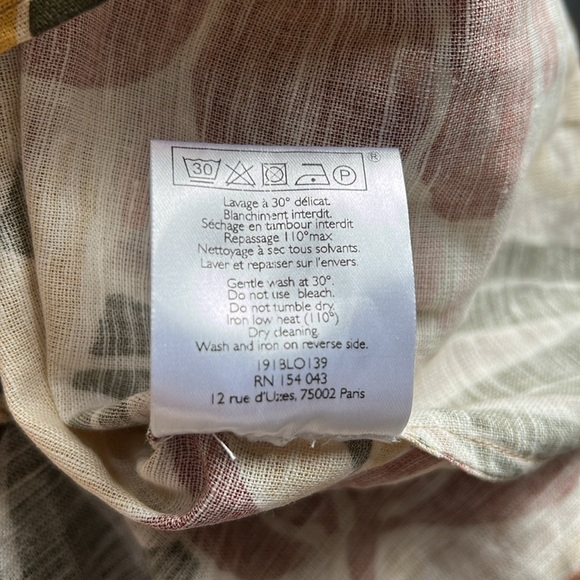 30 P ®
Lavage à 30° délicat.
Blanchiment interdit.
Séchage en tambour interdit
Repassage 110°max
Nettoyage à sec tous solvants.
Laver et repasser sur l'envers.
Gentle wash at 30°.
Do not use bleach.
Do not tumble dry.
Iron low heat (110°)
Dry cleaning
Wash and iron on reverse side.
191BLO139
RN 154 043
12 rue d'Uzes, 75002 Paris